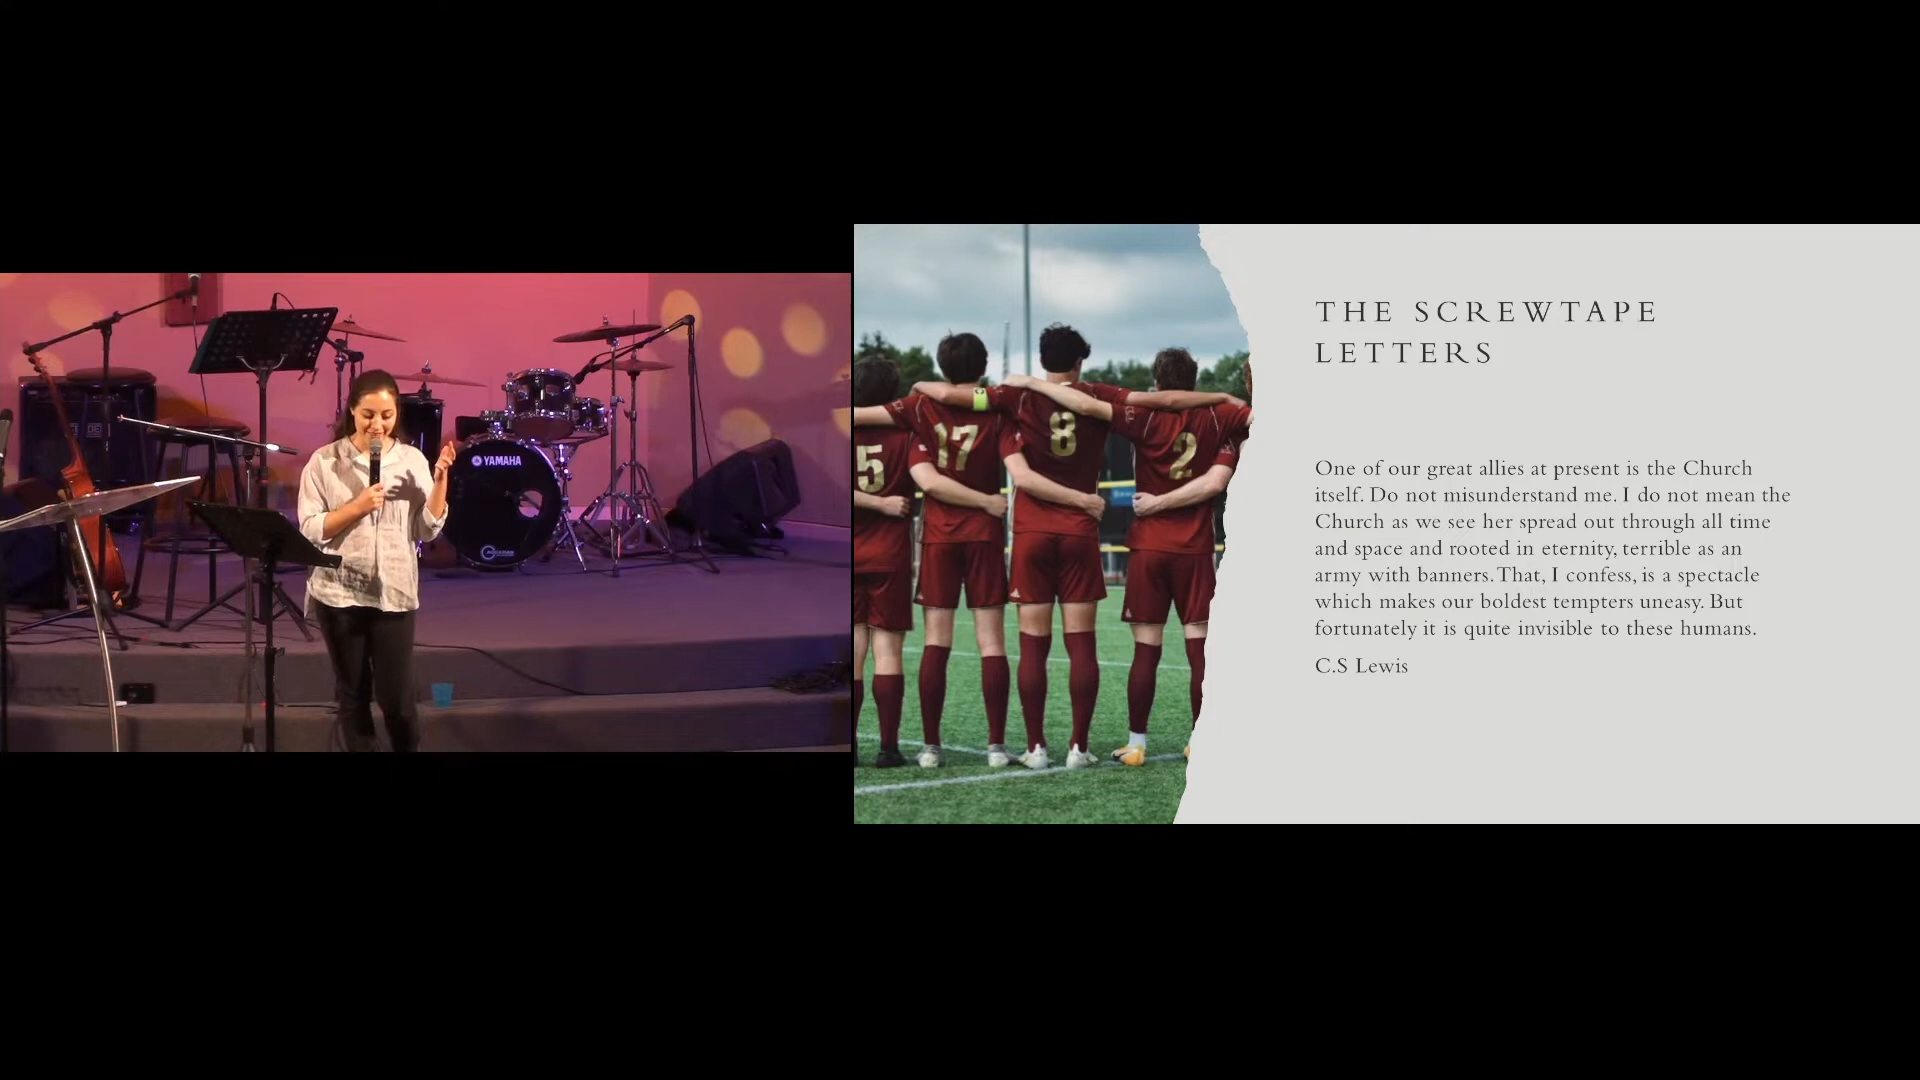 YAMAHA
5
17
8
2
THE SCREWTAPE
LETTERS
One of our great allies at present is the Church
itself. Do not misunderstand me. I do not mean the
Church as we see her spread out through all time
and space and rooted in eternity, terrible as an
army with banners. That, I confess, is a spectacle
which makes our boldest tempters uneasy. But
fortunately it is quite invisible to these humans.
C.S Lewis